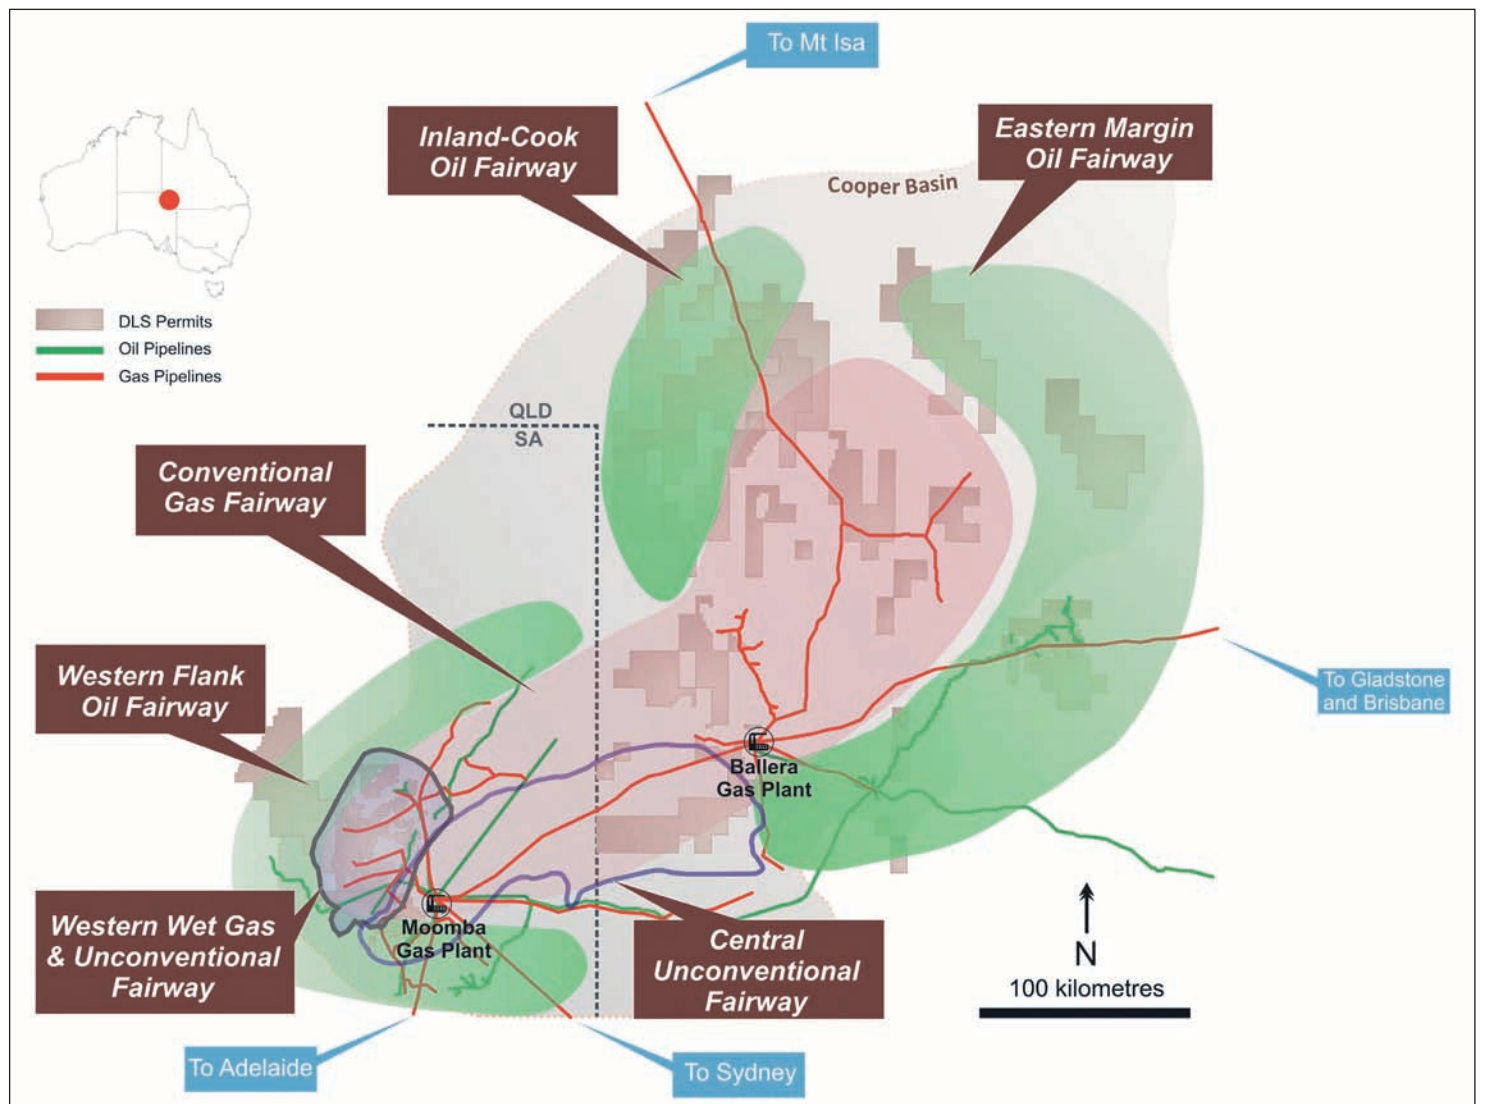 To Mt Isa
Inland-Cook
Oil Fairway
Eastern Margin
Oil Fairway
Cooper Basin
DLS Permits
Oil Pipelines
Gas Pipelines
QLD
SA
Conventional
Gas Fairway
Western Flank
Oil Fairway
To Gladstone
and Brisbane
Ballera
Gas Plant
Western Wet Gas
& Unconventional
Fairway
Moomba
Gas Plant
Central
Unconventional
Fairway
N
100 kilometres
To Adelaide
To Sydney